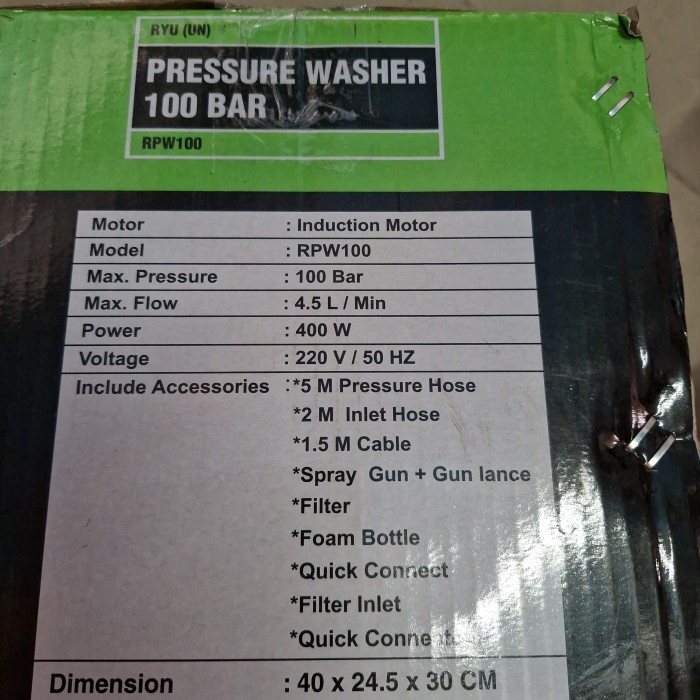 RYU (UN)
PRESSURE WASHER
100 BAR
RPW100
Motor : Induction Motor
Model : RPW100
Max. Pressure : 100 Bar
Max. Flow : 4.5 L / Min
Power : 400 W
Voltage : 220 V / 50 HZ
Include Accessories :*5 M Pressure Hose
*2 M Inlet Hose
*1.5 M Cable
*Spray Gun + Gun lance
*Filter
*Foam Bottle
*Quick Connect
*Filter Inlet
*Quick Connect
Dimension : 40 x 24.5 x 30 CM